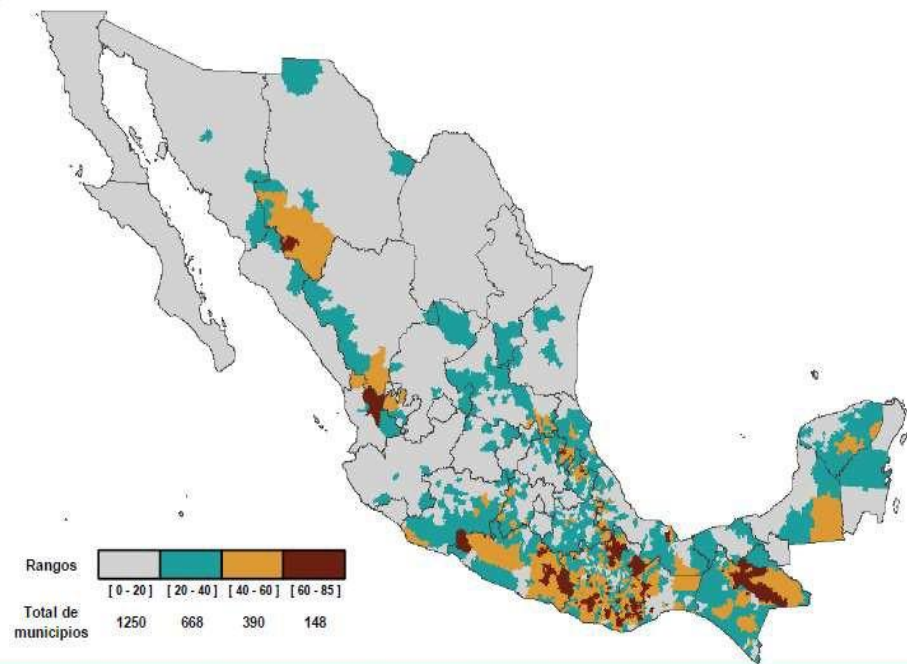 Rangos
[ 0 - 20 ] [ 20 - 40 ] [ 40 - 60 ] [ 60 - 85 ]
Total de
municipios
1250 668 390 148